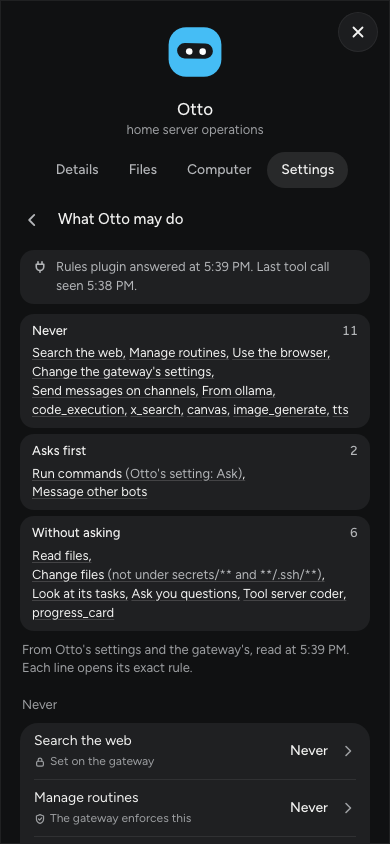 Otto
home server operations
Details Files Computer Settings
What Otto may do
Rules plugin answered at 5:39 PM. Last tool call
seen 5:38 PM.
Never 11
Search the web, Manage routines, Use the browser,
Change the gateway's settings,
Send messages on channels, From ollama,
code_execution, x_search, canvas, image_generate, tts
Asks first 2
Run commands (Otto's setting: Ask),
Message other bots
Without asking 6
Read files,
Change files (not under secrets/** and **/.ssh/**),
Look at its tasks, Ask you questions, Tool server coder,
progress_card
From Otto's settings and the gateway's, read at 5:39 PM.
Each line opens its exact rule.
Never
Search the web
Never
Set on the gateway
Manage routines
Never
The gateway enforces this